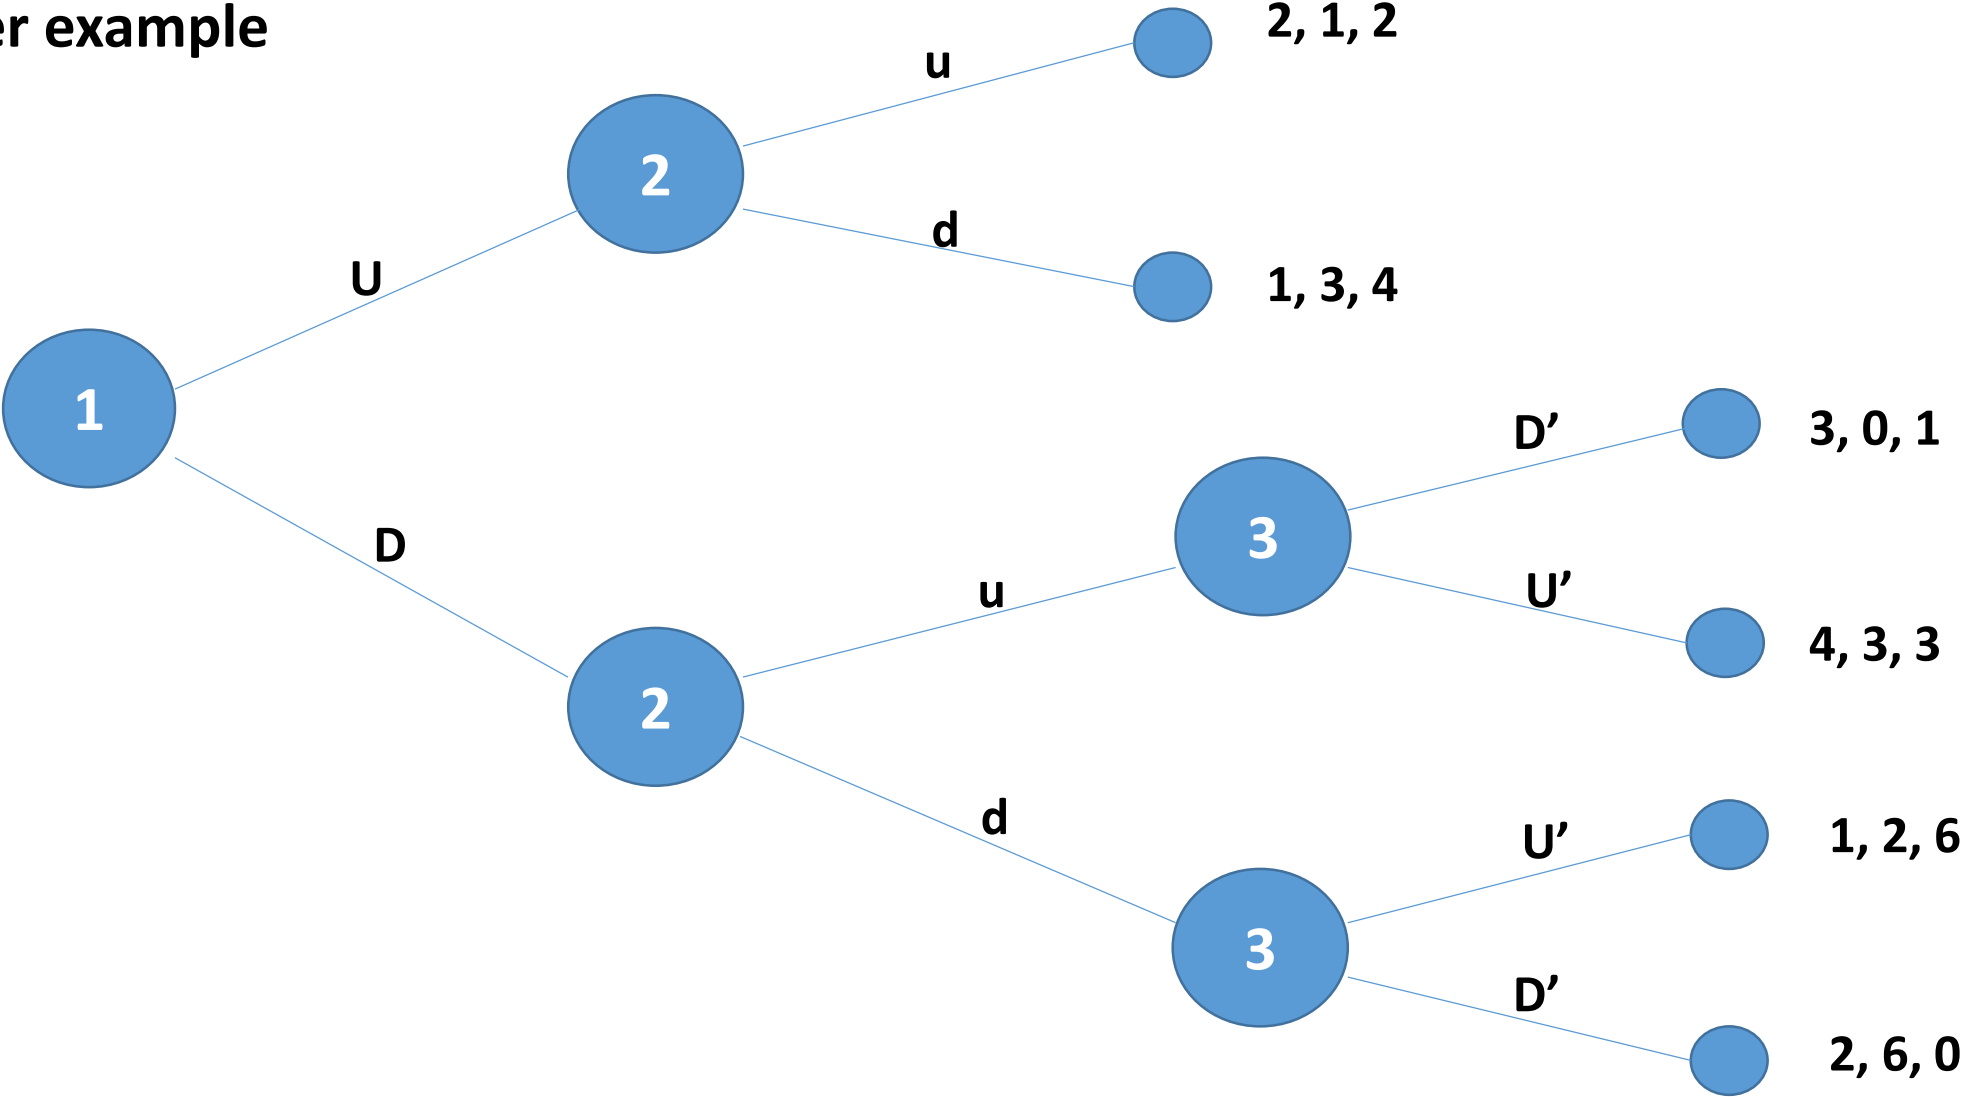 example
2, 1, 2
u
2
d
1, 3, 4
U
1
D
2
u
3
D’
3, 0, 1
U’
4, 3, 3
d
3
U’
1, 2, 6
D’
2, 6, 0